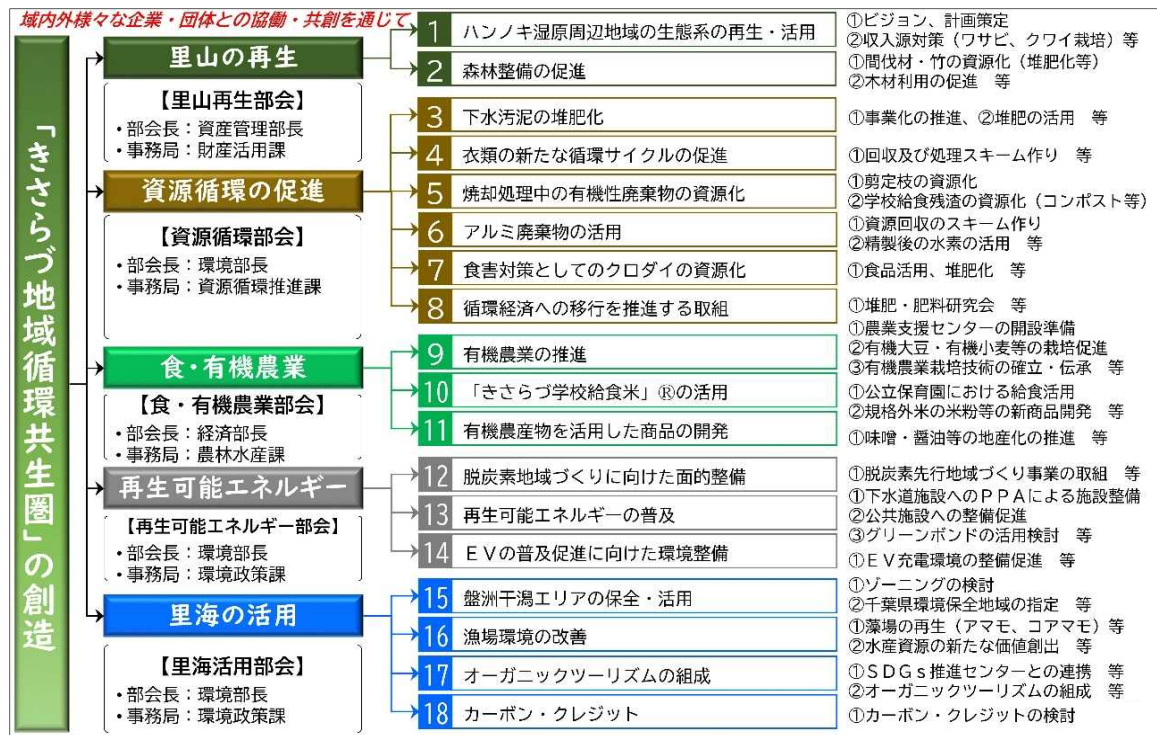 域内外様々な企業・団体との協働・共創を通じて
「きさらづ地域循環共生圏」の創造
里山の再生
【里山再生部会】
・部会長：資産管理部長
・事務局：財産活用課
1 ハンノキ湿原周辺地域の生態系の再生・活用
①ビジョン、計画策定
②収入源対策（ワサビ、クワイ栽培）等
2 森林整備の促進
①間伐材・竹の資源化（堆肥化等）
②木材利用の促進　等
資源循環の促進
【資源循環部会】
・部会長：環境部長
・事務局：資源循環推進課
3 下水汚泥の堆肥化
①事業化の推進、②堆肥の活用　等
4 衣類の新たな循環サイクルの促進
①回収及び処理スキーム作り　等
5 焼却処理中の有機性廃棄物の資源化
①剪定枝の資源化
②学校給食残渣の資源化（コンポスト等）
6 アルミ廃棄物の活用
①資源回収のスキーム作り
②精製後の水素の活用　等
7 食害対策としてのクロダイの資源化
①食品活用、堆肥化　等
8 循環経済への移行を推進する取組
①堆肥・肥料研究会　等
食・有機農業
【食・有機農業部会】
・部会長：経済部長
・事務局：農林水産課
9 有機農業の推進
①農業支援センターの開設準備
②有機大豆・有機小麦等の栽培促進
③有機農業栽培技術の確立・伝承　等
10 「きさらづ学校給食米」Ⓡの活用
①公立保育園における給食活用
②規格外米の米粉等の新商品開発　等
11 有機農産物を活用した商品の開発
①味噌・醤油等の地産化の推進　等
再生可能エネルギー
【再生可能エネルギー部会】
・部会長：環境部長
・事務局：環境政策課
12 脱炭素地域づくりに向けた面的整備
①脱炭素先行地域づくり事業の取組　等
13 再生可能エネルギーの普及
①下水道施設へのＰＰＡによる施設整備
②公共施設への整備促進
③グリーンボンドの活用検討　等
14 ＥＶの普及促進に向けた環境整備
①ＥＶ充電環境の整備促進　等
里海の活用
【里海活用部会】
・部会長：環境部長
・事務局：環境政策課
15 盤洲干潟エリアの保全・活用
①ゾーニングの検討
②千葉県環境保全地域の指定　等
16 漁場環境の改善
①藻場の再生（アマモ、コアマモ）等
②水産資源の新たな価値創出　等
17 オーガニックツーリズムの組成
①ＳＤＧｓ推進センターとの連携　等
②オーガニックツーリズムの組成　等
18 カーボン・クレジット
①カーボン・クレジットの検討